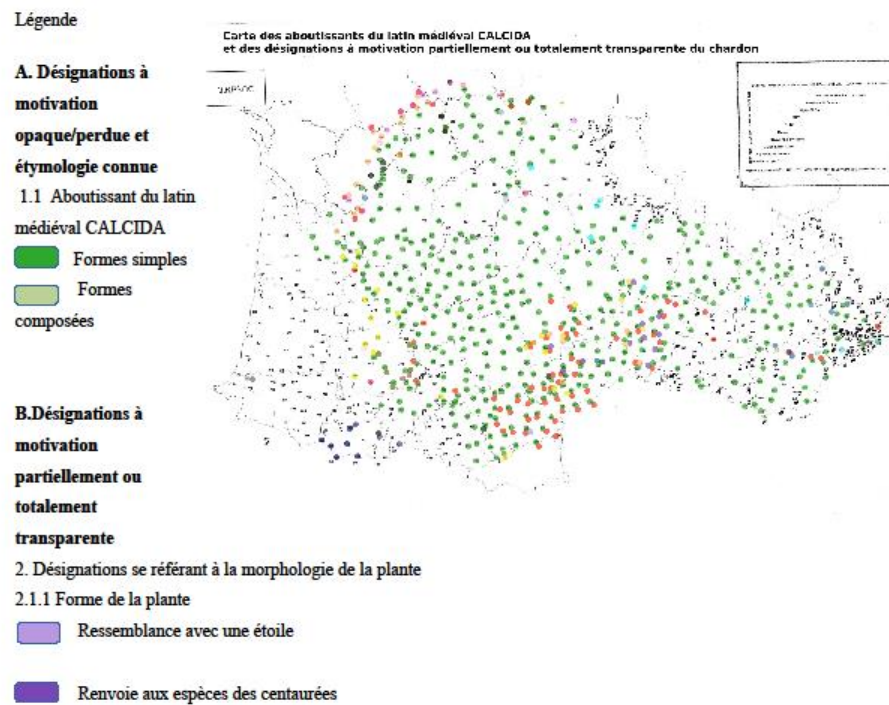 Légende
Carte des aboutissants du latin médiéval CALCIDA
et des désignations à motivation partiellement ou totalement transparente du chardon
A. Désignations à
motivation
opaque/perdue et
étymologie connue
1.1 Aboutissant du latin
médiéval CALCIDA
Formes simples
Formes
composées
B.Désignations à
motivation
partiellement ou
totalement
transparente
2. Désignations se référant à la morphologie de la plante
2.1.1 Forme de la plante
Ressemblance avec une étoile
Renvoie aux espèces des centaurées